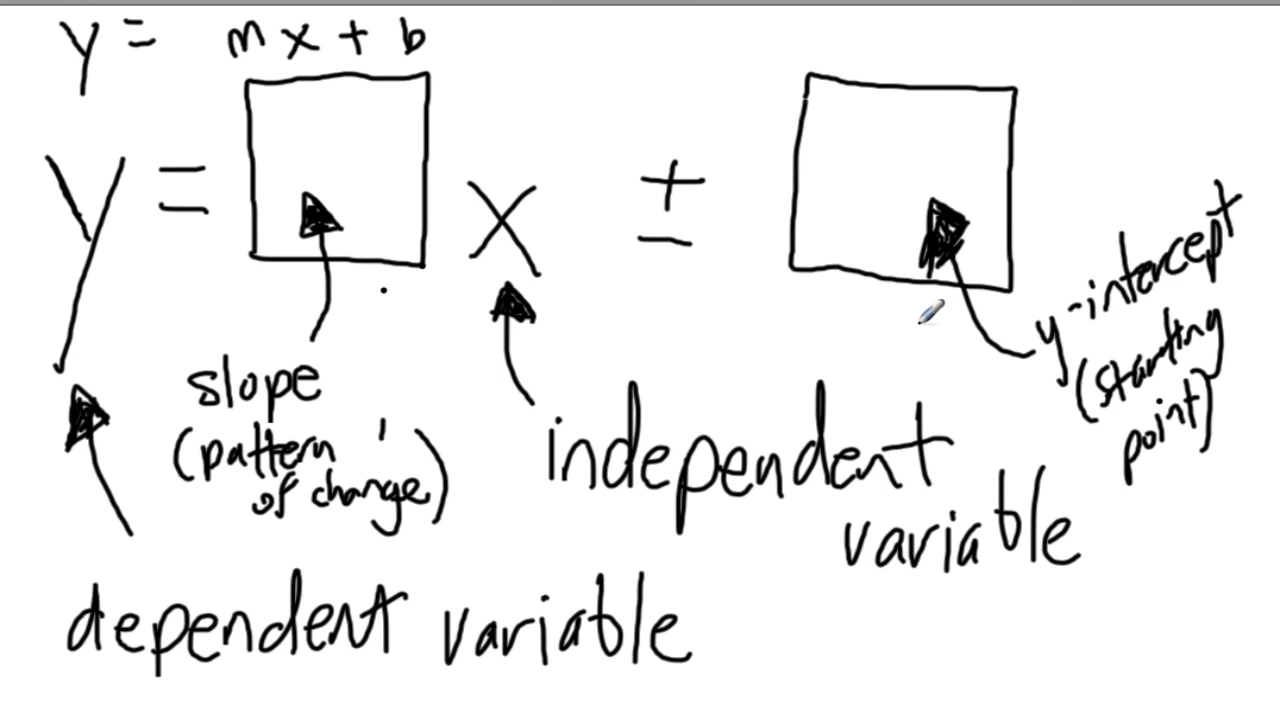 y = mx + b
y = x ±
slope
(pattern
of change)
independent
variable
y-intercept
(starting
point)
dependent variable